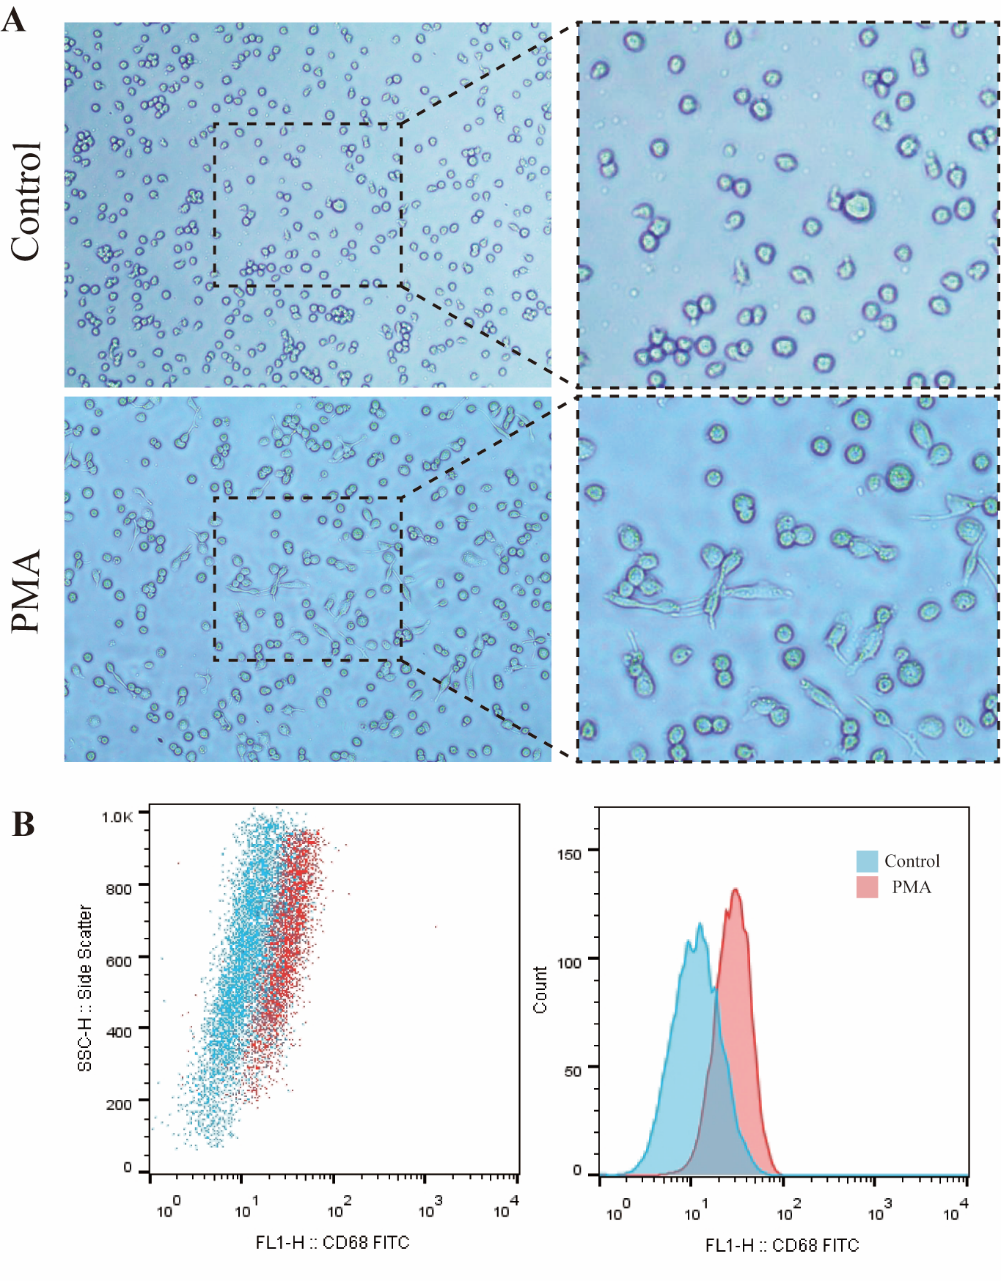 A
Control
PMA
B
1.0K
800
600
400
200
0
SSC-H :: Side Scatter
10^0 10^1 10^2 10^3 10^4
FL1-H :: CD68 FITC
150
100
50
0
Count
Control
PMA
10^0 10^1 10^2 10^3 10^4
FL1-H :: CD68 FITC